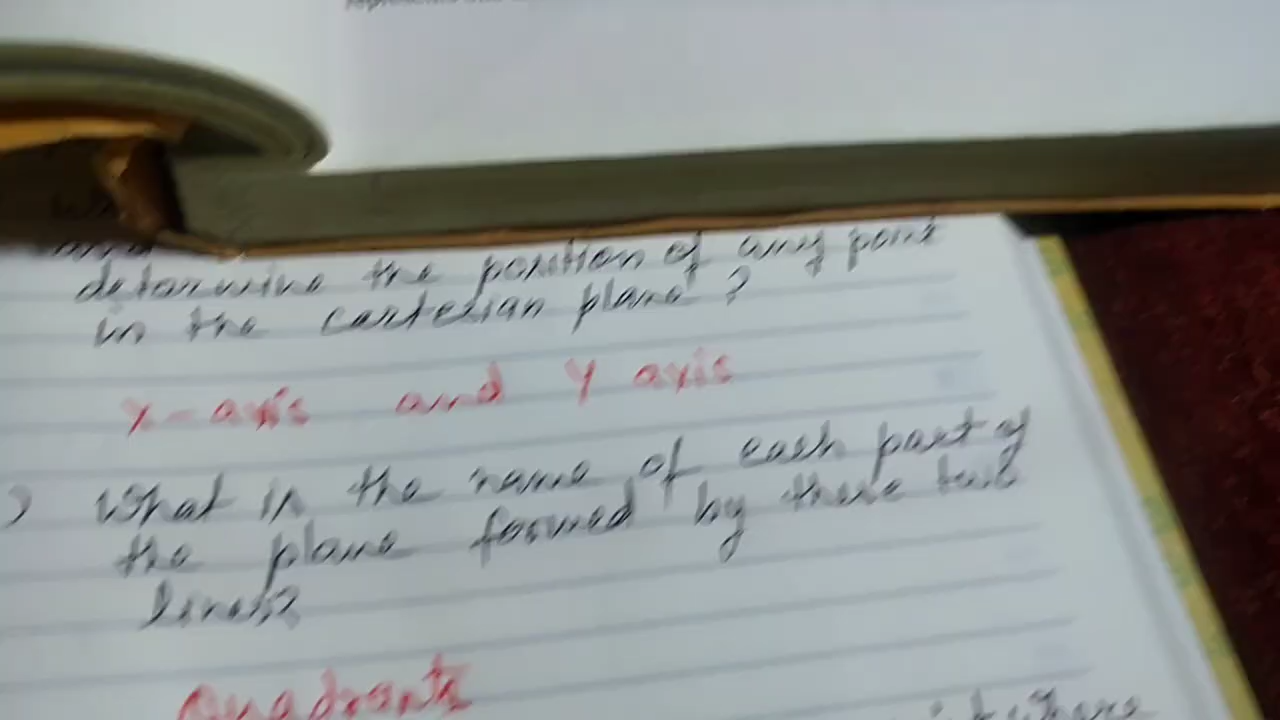 determine the position of any point
in the cartesian plane?
X-axis and Y axis
What is the name of each part of
the plane formed by these two
lines?
Quadrants
where